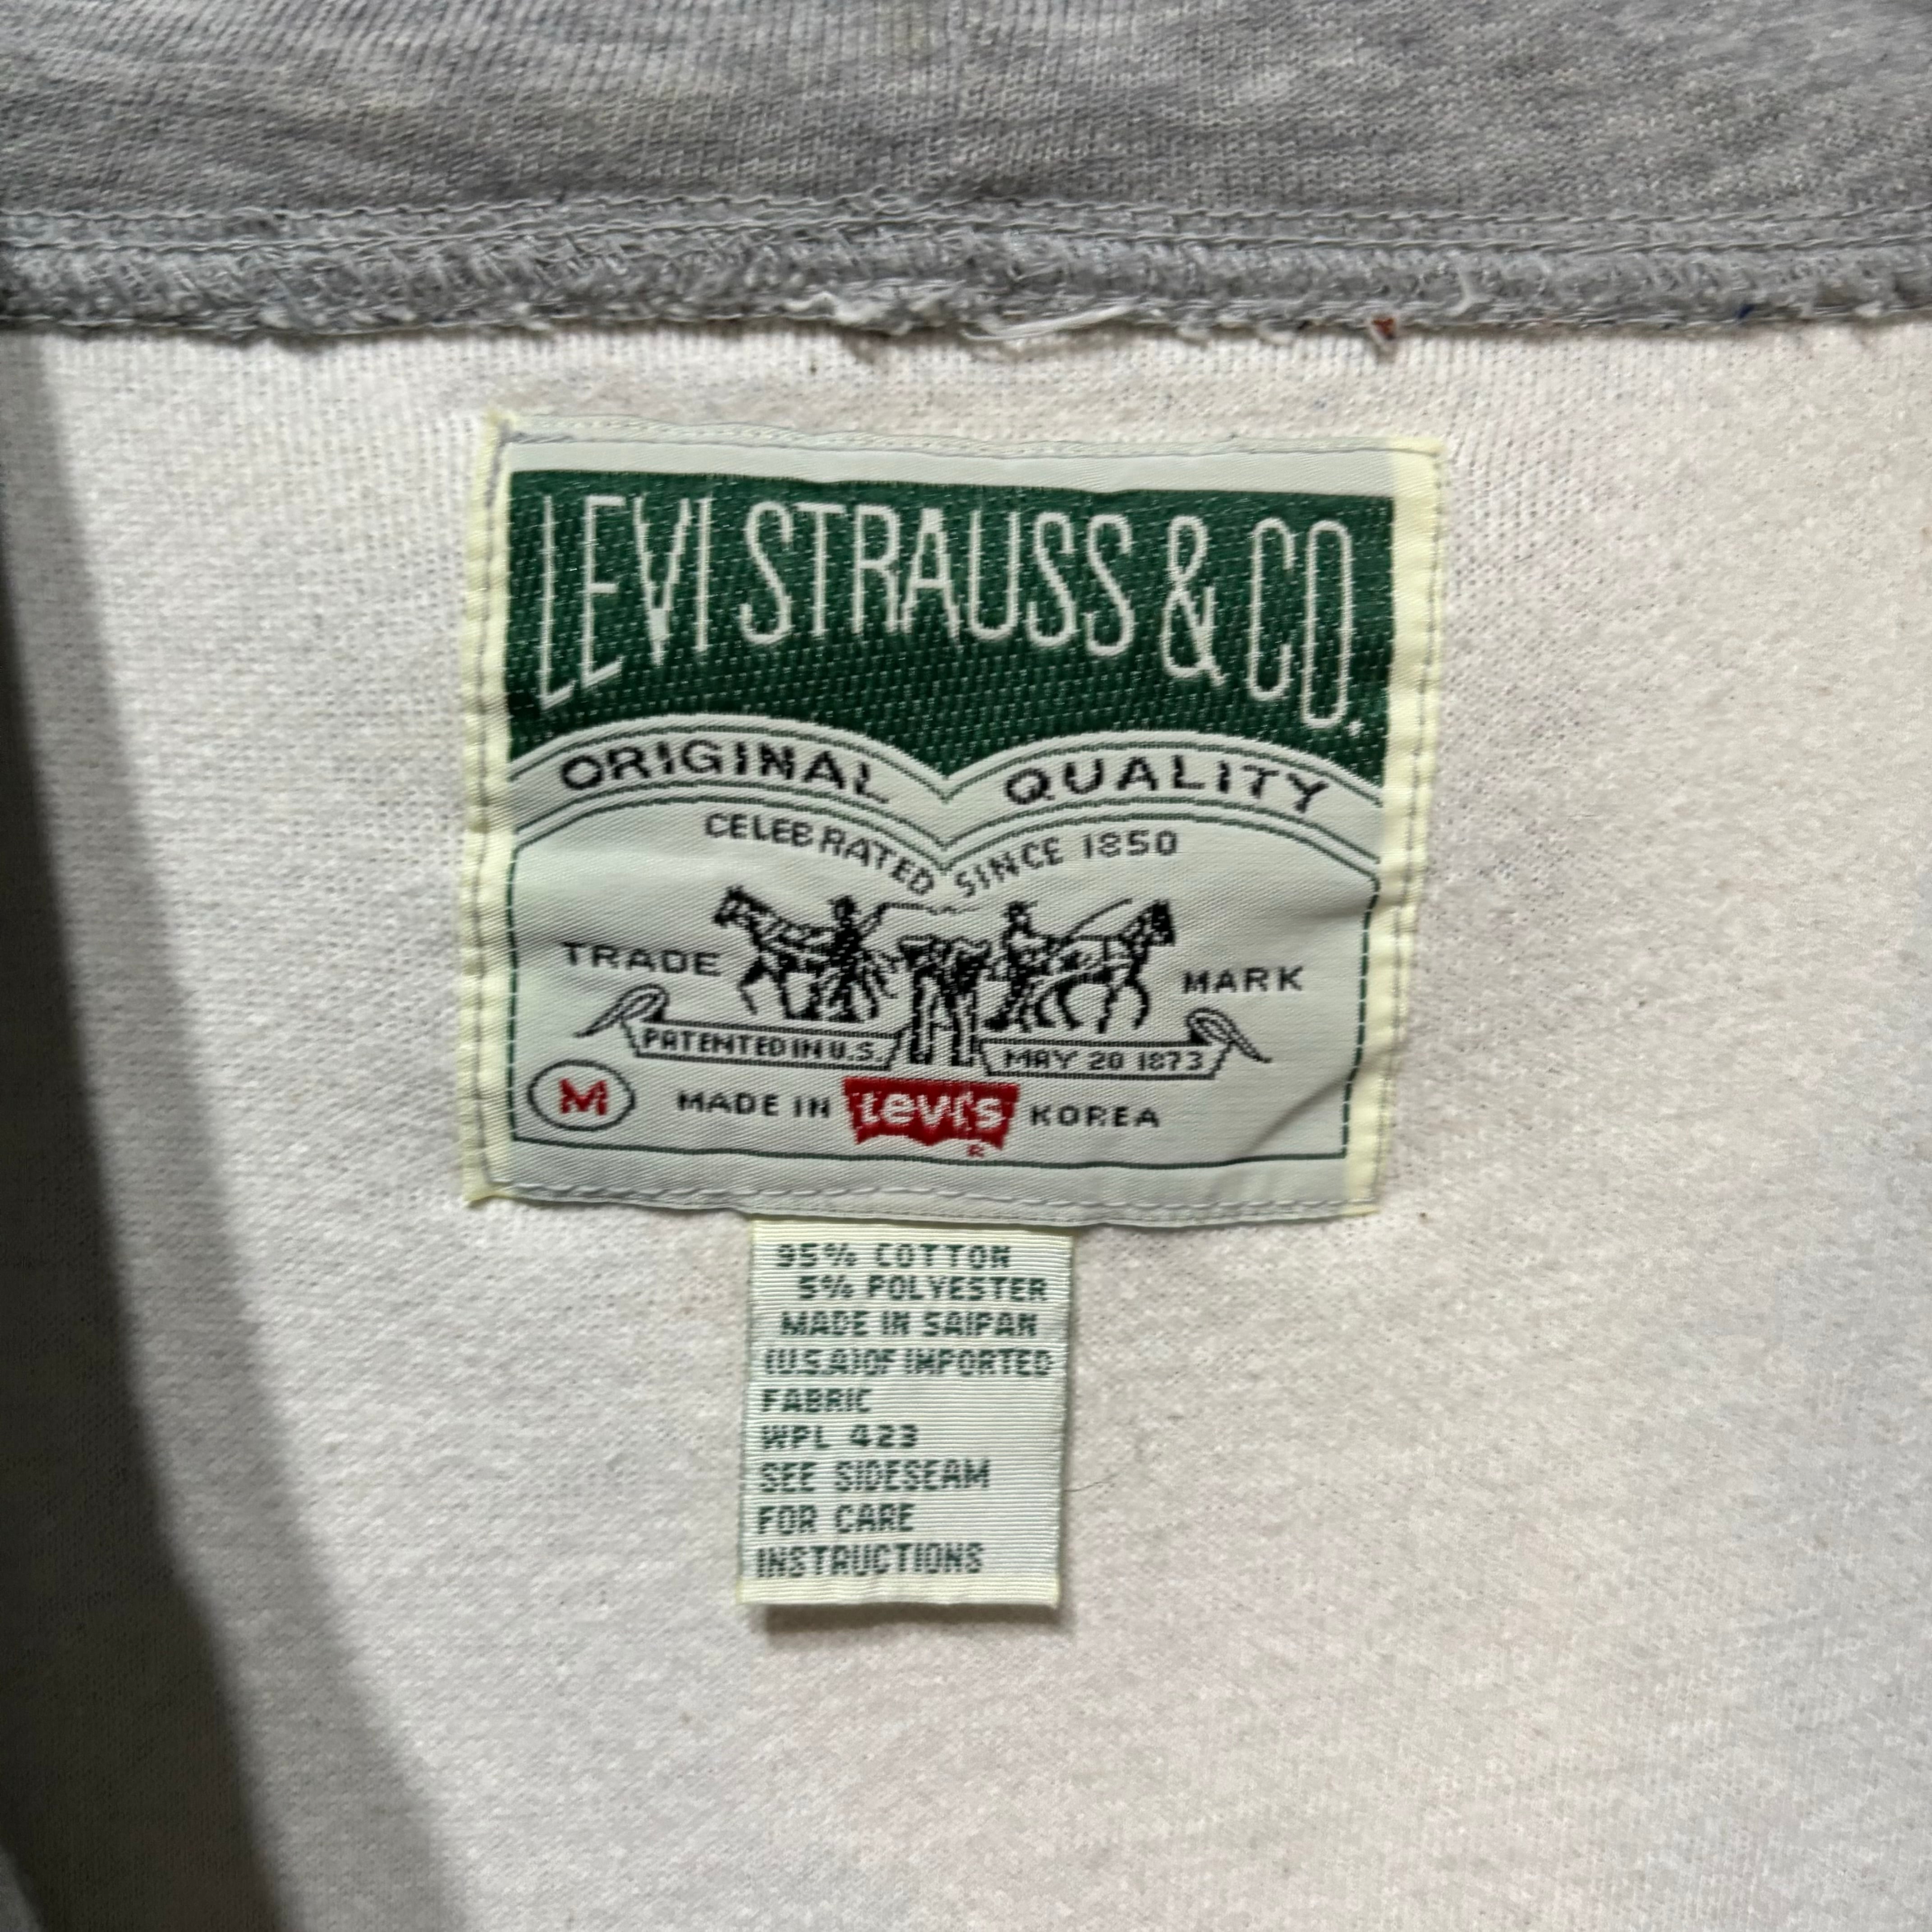 LEVI STRAUSS & CO.
ORIGINAL QUALITY
CELEBRATED SINCE 1850
TRADE MARK
PATENTED IN U.S. MAY 20 1873
M MADE IN Levi's KOREA
R
95% COTTON
5% POLYESTER
MADE IN SAIPAN
(U.S.A)OF IMPORTED
FABRIC
WPL 423
SEE SIDESEAM
FOR CARE
INSTRUCTIONS